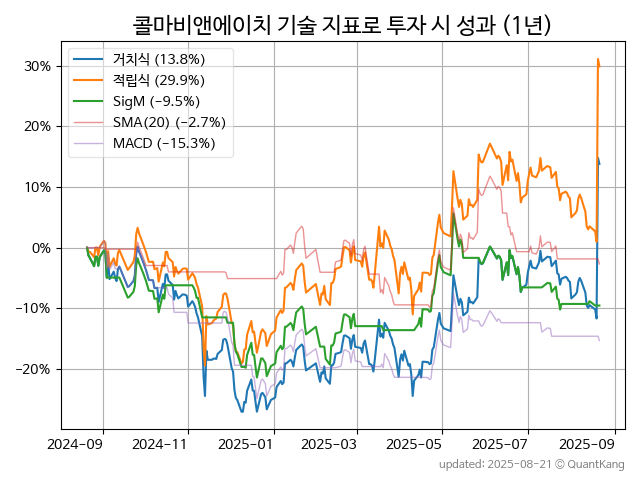 콜마비앤에이치 기술 지표로 투자 시 성과 (1년)
거치식 (13.8%)
적립식 (29.9%)
SigM (−9.5%)
SMA(20) (−2.7%)
MACD (−15.3%)
30%
20%
10%
0%
−10%
−20%
2024−09 2024−11 2025−01 2025−03 2025−05 2025−07 2025−09
updated: 2025-08-21 © QuantKang